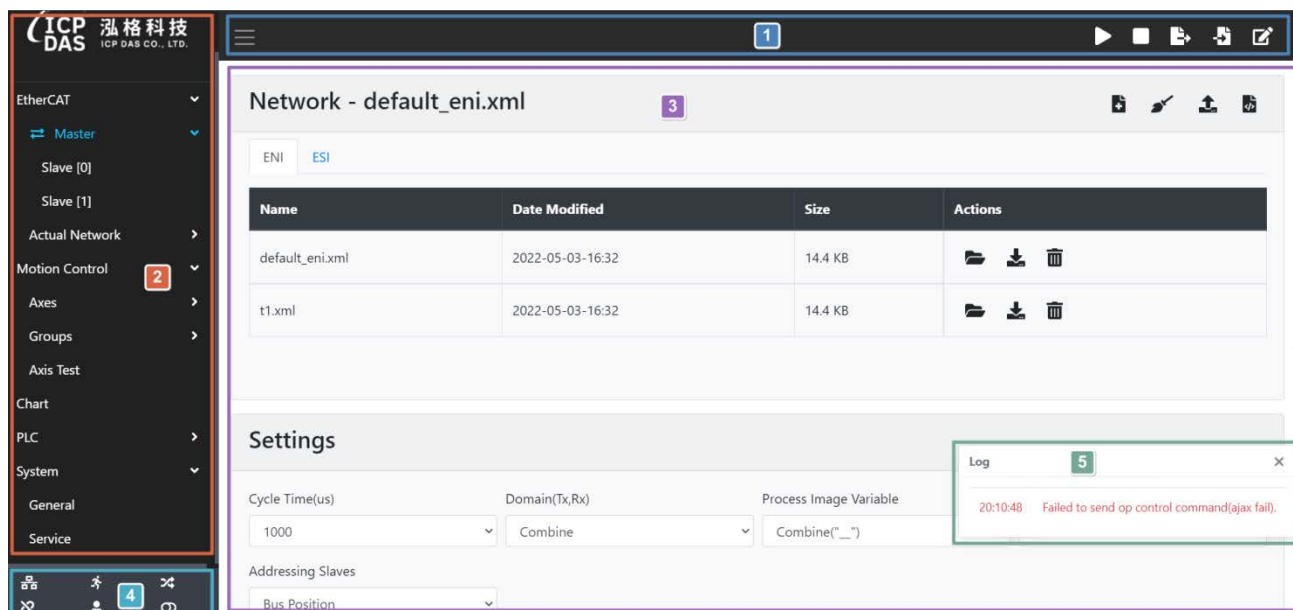 ICP DAS 泓格科技
ICP DAS CO., LTD.
1
EtherCAT
Master
Slave [0]
Slave [1]
Actual Network
Motion Control
2
Axes
Groups
Axis Test
Chart
PLC
System
General
Service
4
Network - default_eni.xml
3
ENI ESI
Name Date Modified Size Actions
default_eni.xml 2022-05-03-16:32 14.4 KB
t1.xml 2022-05-03-16:32 14.4 KB
Settings
Cycle Time(us) Domain(Tx,Rx) Process Image Variable
1000 Combine Combine("__")
Addressing Slaves
Bus Position
Log 5 ×
20:10:48 Failed to send op control command(ajax fail).